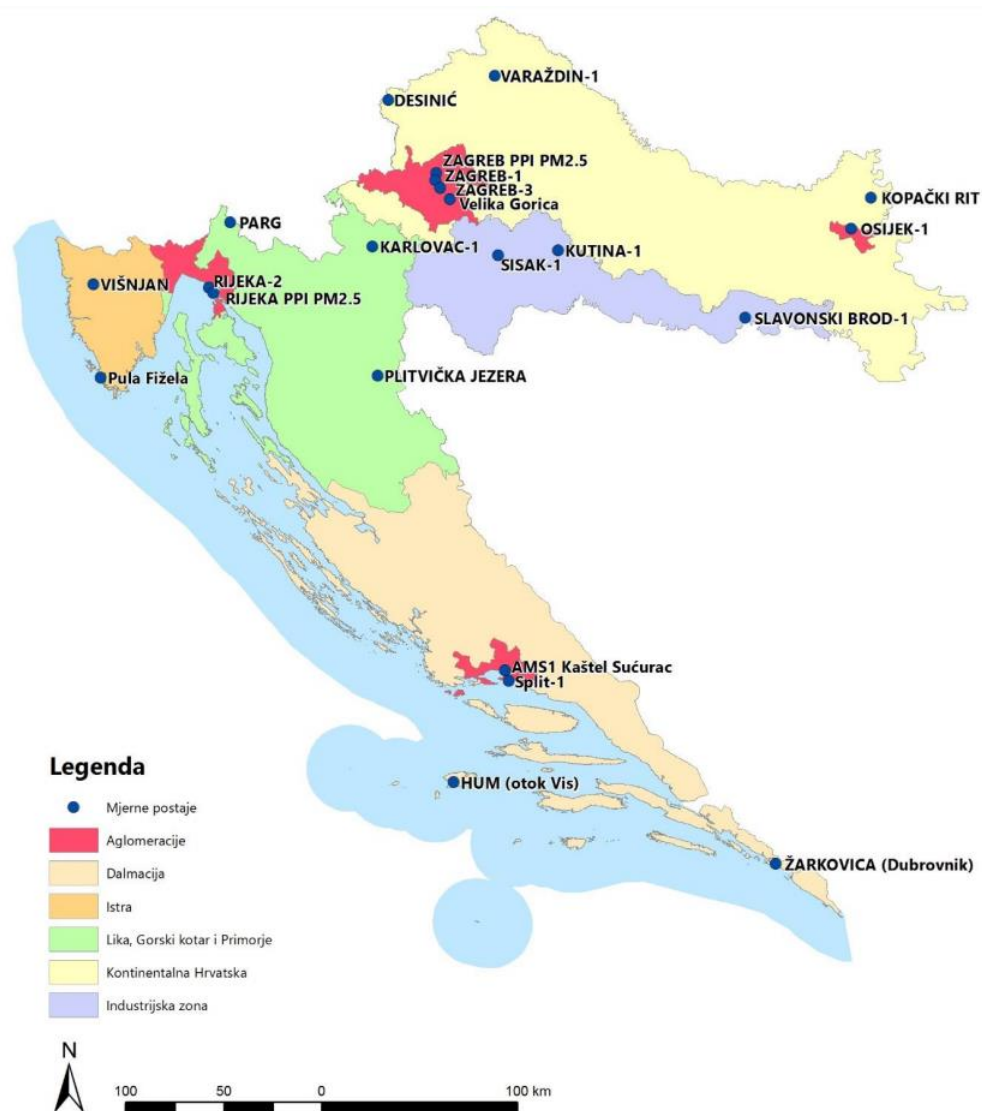 VARAŽDIN-1
DESINIĆ
ZAGREB PPI PM2.5
ZAGREB-1
ZAGREB-3
Velika Gorica
KOPAČKI RIT
OSIJEK-1
PARG
KARLOVAC-1
KUTINA-1
SISAK-1
VIŠNJAN
RIJEKA-2
RIJEKA PPI PM2.5
SLAVONSKI BROD-1
Pula Fižela
PLITVIČKA JEZERA
AMS1 Kaštel Sućurac
Split-1
HUM (otok Vis)
ŽARKOVICA (Dubrovnik)
Legenda
Mjerne postaje
Aglomeracije
Dalmacija
Istra
Lika, Gorski kotar i Primorje
Kontinentalna Hrvatska
Industrijska zona
N
100 50 0 100 km